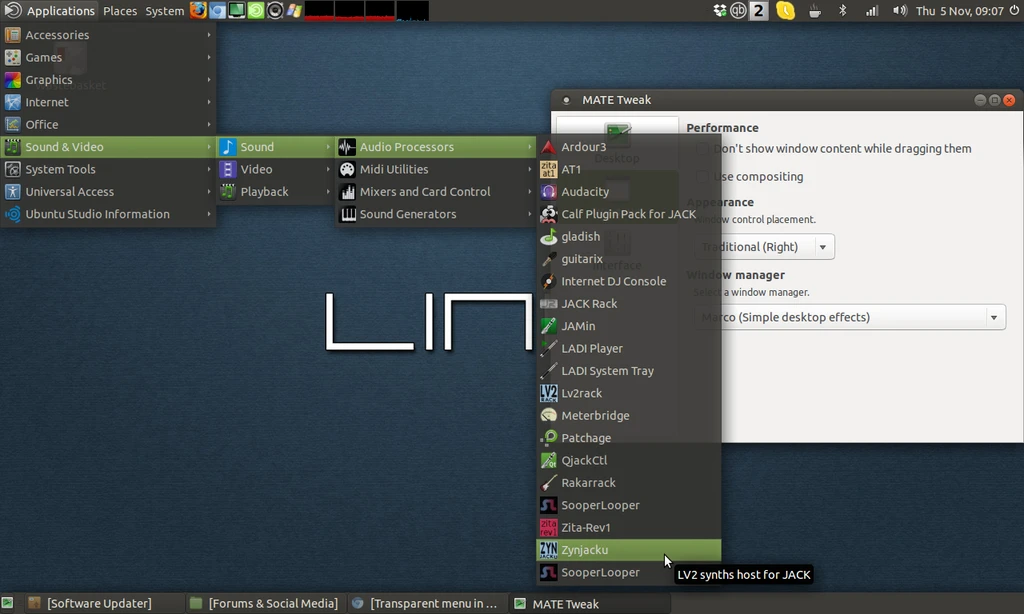 Applications Places System 2 Thu 5 Nov, 09:07
Accessories
Games
Graphics
Internet
Office
Sound & Video
System Tools
Universal Access
Ubuntu Studio Information
Sound
Video
Playback
Audio Processors
Midi Utilities
Mixers and Card Control
Sound Generators
Ardour3
AT1
Audacity
Calf Plugin Pack for JACK
gladish
guitarix
Internet DJ Console
JACK Rack
JAMin
LADI Player
LADI System Tray
Lv2rack
Meterbridge
Patchage
QjackCtl
Rakarrack
SooperLooper
Zita-Rev1
Zynjacku
SooperLooper
LV2 synths host for JACK
MATE Tweak
Desktop
Interface
Performance
Don't show window content while dragging them
Use compositing
Appearance
Window control placement.
Traditional (Right)
Window manager
Select a window manager.
Marco (Simple desktop effects)
[Software Updater] [Forums & Social Media] [Transparent menu in ... MATE Tweak